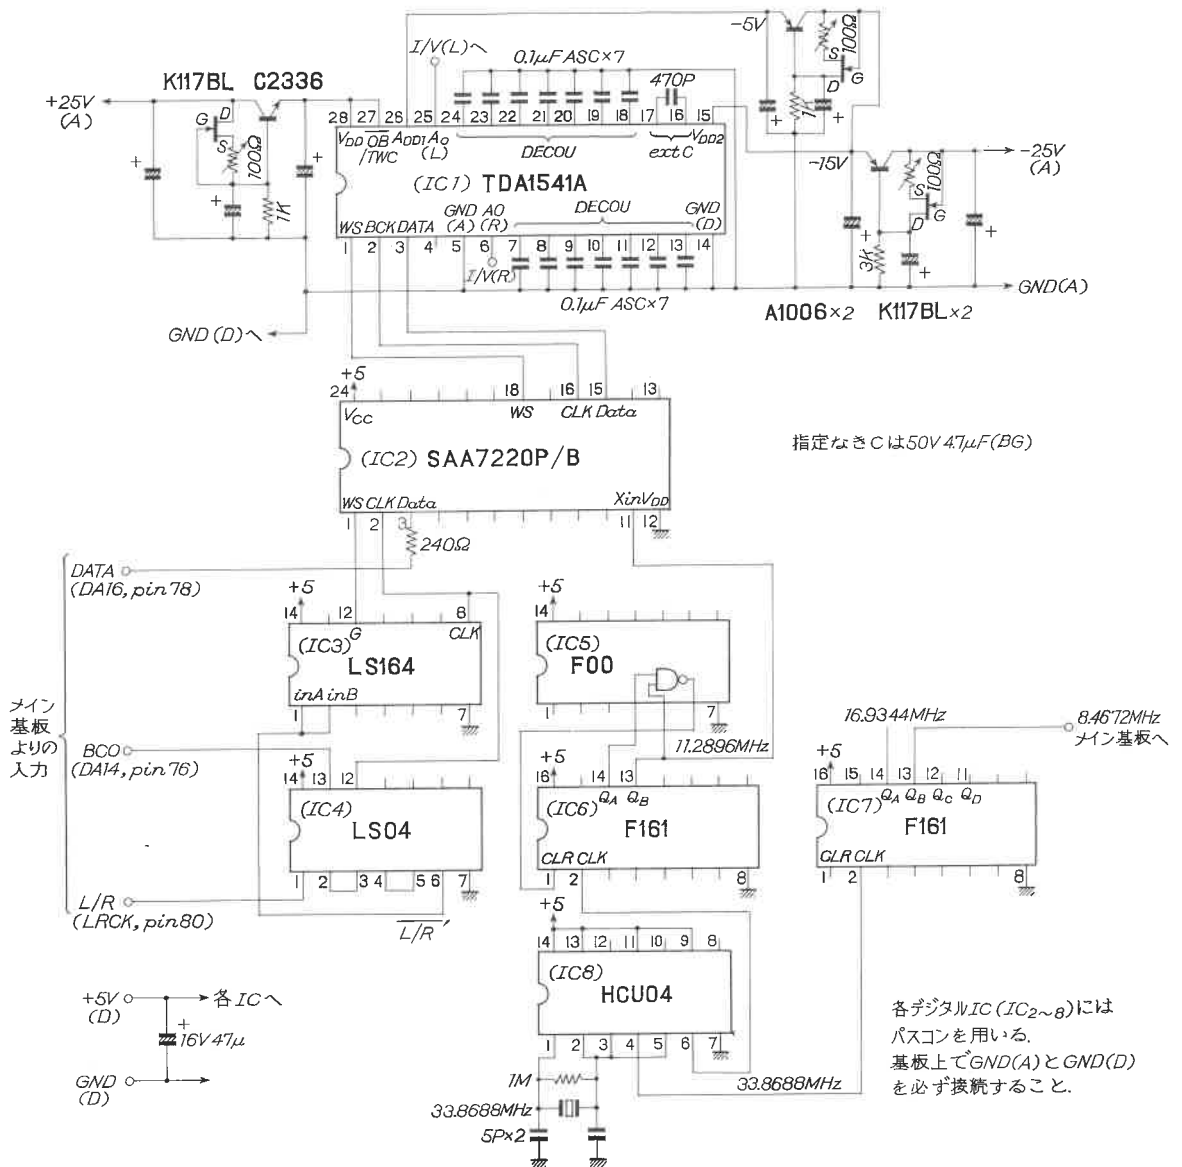 I/V(L)へ
0.1μF ASC×7
470P
−5V
100Ω
S
G
D
1K
K117BL C2336
+25V
(A)
G
D
S
100Ω
1K
28 27 26 25 24 23 22 21 20 19 18 17 16 15
VDD OB ADD1 AO
/TWC (L)
DECOU
extC
VDD2
(IC1) TDA1541A
WS BCK DATA
GND AO
(A) (R)
DECOU
GND
(D)
1 2 3 4 5 6 7 8 9 10 11 12 13 14
I/V(R)
0.1μF ASC×7
−15V
−25V
(A)
100Ω
S
G
D
3K
GND(A)
A1006×2 K117BL×2
GND(D)へ
+5
24 18 16 15 13
VCC WS CLK Data
(IC2) SAA7220P/B
WS CLK Data XinVDD
1 2 3 11 12
240Ω
指定なきCは50V 47μF(BG)
DATA
(DA16, pin78)
+5
14 12 8
G CLK
(IC3)
LS164
inA inB
1 7
+5
14
(IC5)
F00
1 7
メイン
基板
よりの
入力
BCO
(DA14, pin76)
+5
14 13 12
(IC4)
LS04
1 2 3 4 5 6 7
L/R
(LRCK, pin80)
L/R′
11.2896MHz
+5
16 14 13
QA QB
(IC6)
F161
CLR CLK
1 2 8
16.9344MHz
8.4672MHz
メイン基板へ
+5
16 15 14 13 12 11
QA QB QC QD
(IC7)
F161
CLR CLK
1 2 8
+5
14 13 12 11 10 9 8
(IC8)
HCU04
1 2 3 4 5 6 7
1M
33.8688MHz
5P×2
33.8688MHz
+5V
(D)
各ICへ
16V47μ
GND
(D)
各デジタルIC(IC2~8)には
パスコンを用いる.
基板上でGND(A)とGND(D)
を必ず接続すること.